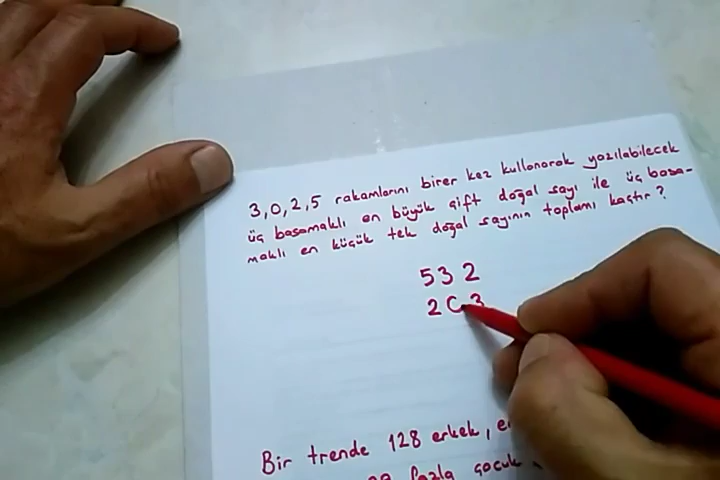 3, 0, 2, 5 rakamlarını birer kez kullanarak yazılabilecek
üç basamaklı en büyük çift doğal sayı ile üç basa-
maklı en küçük tek doğal sayının toplamı kaçtır?
532
2 3
Bir trende 128 erkek,
fazla çocuk